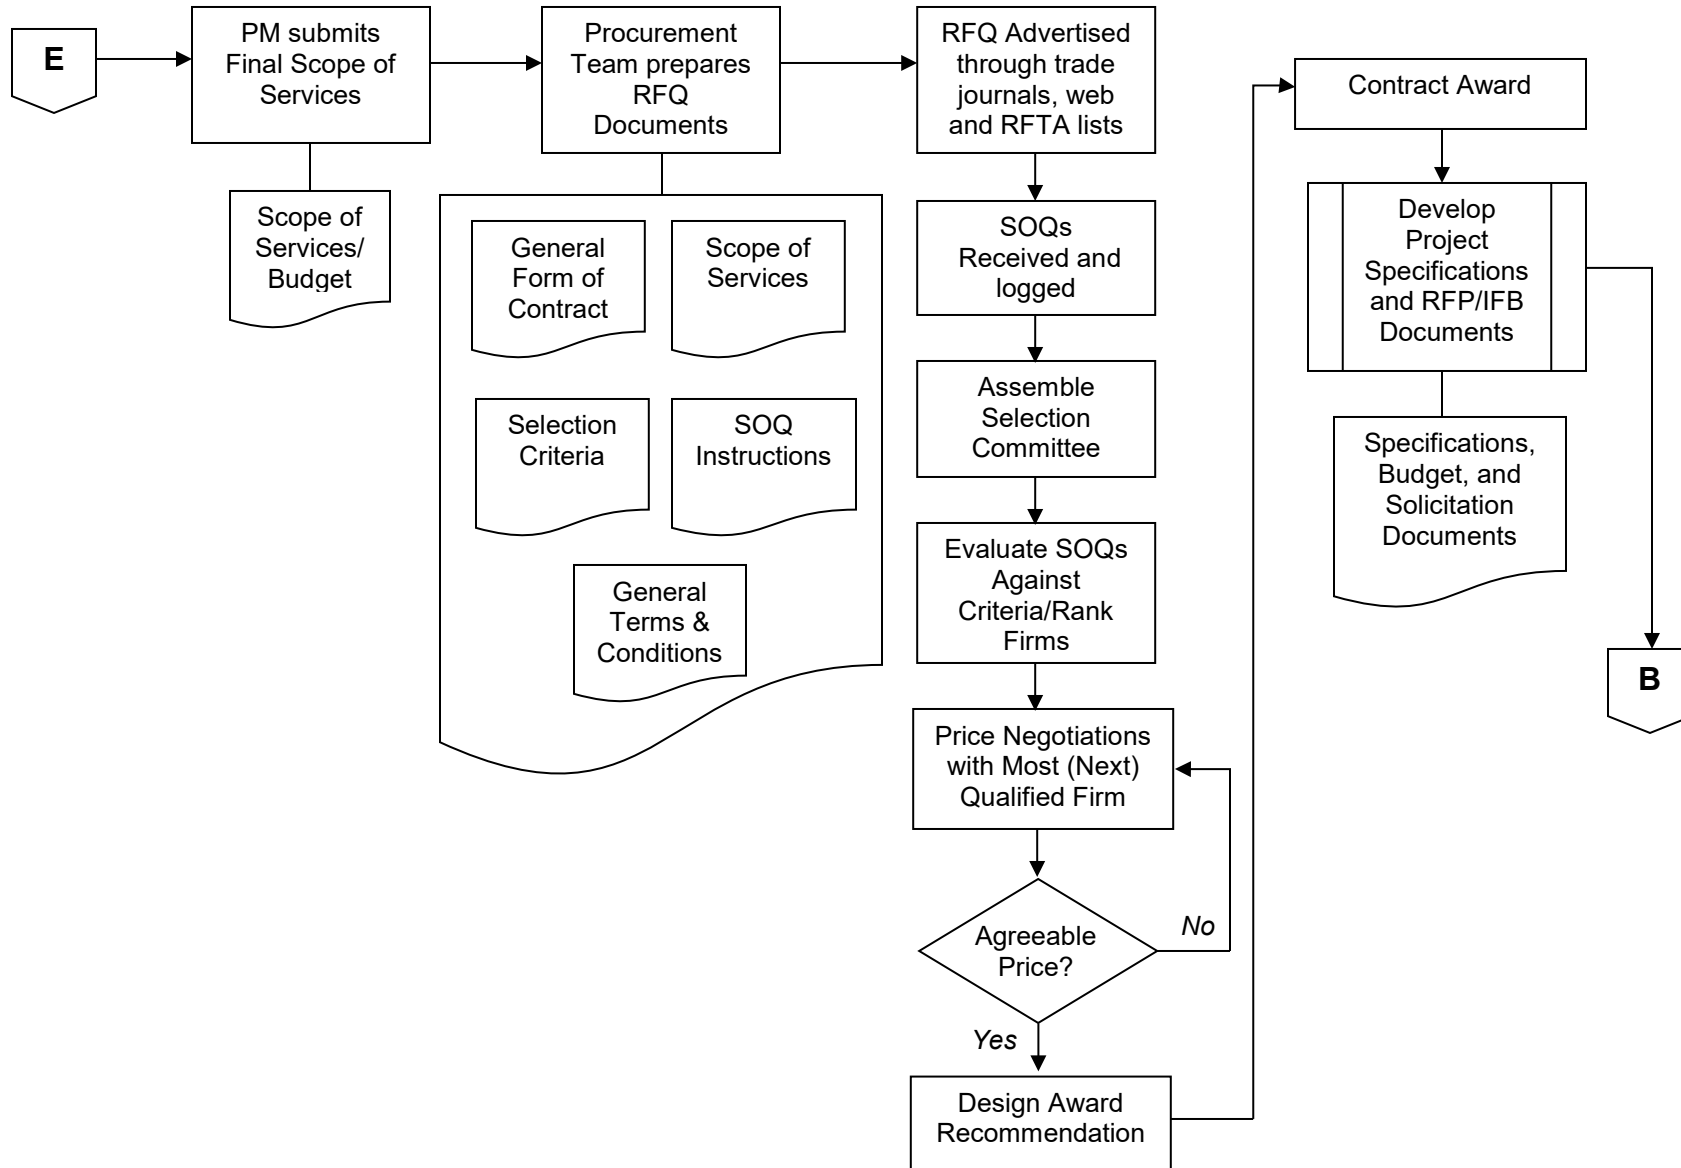 E
PM submits
Final Scope of
Services
Scope of
Services/
Budget
Procurement
Team prepares
RFQ
Documents
General
Form of
Contract
Scope of
Services
Selection
Criteria
SOQ
Instructions
General
Terms &
Conditions
RFQ Advertised
through trade
journals, web
and RFTA lists
SOQs
Received and
logged
Assemble
Selection
Committee
Evaluate SOQs
Against
Criteria/Rank
Firms
Price Negotiations
with Most (Next)
Qualified Firm
Agreeable
Price?
No
Yes
Design Award
Recommendation
Contract Award
Develop
Project
Specifications
and RFP/IFB
Documents
Specifications,
Budget, and
Solicitation
Documents
B